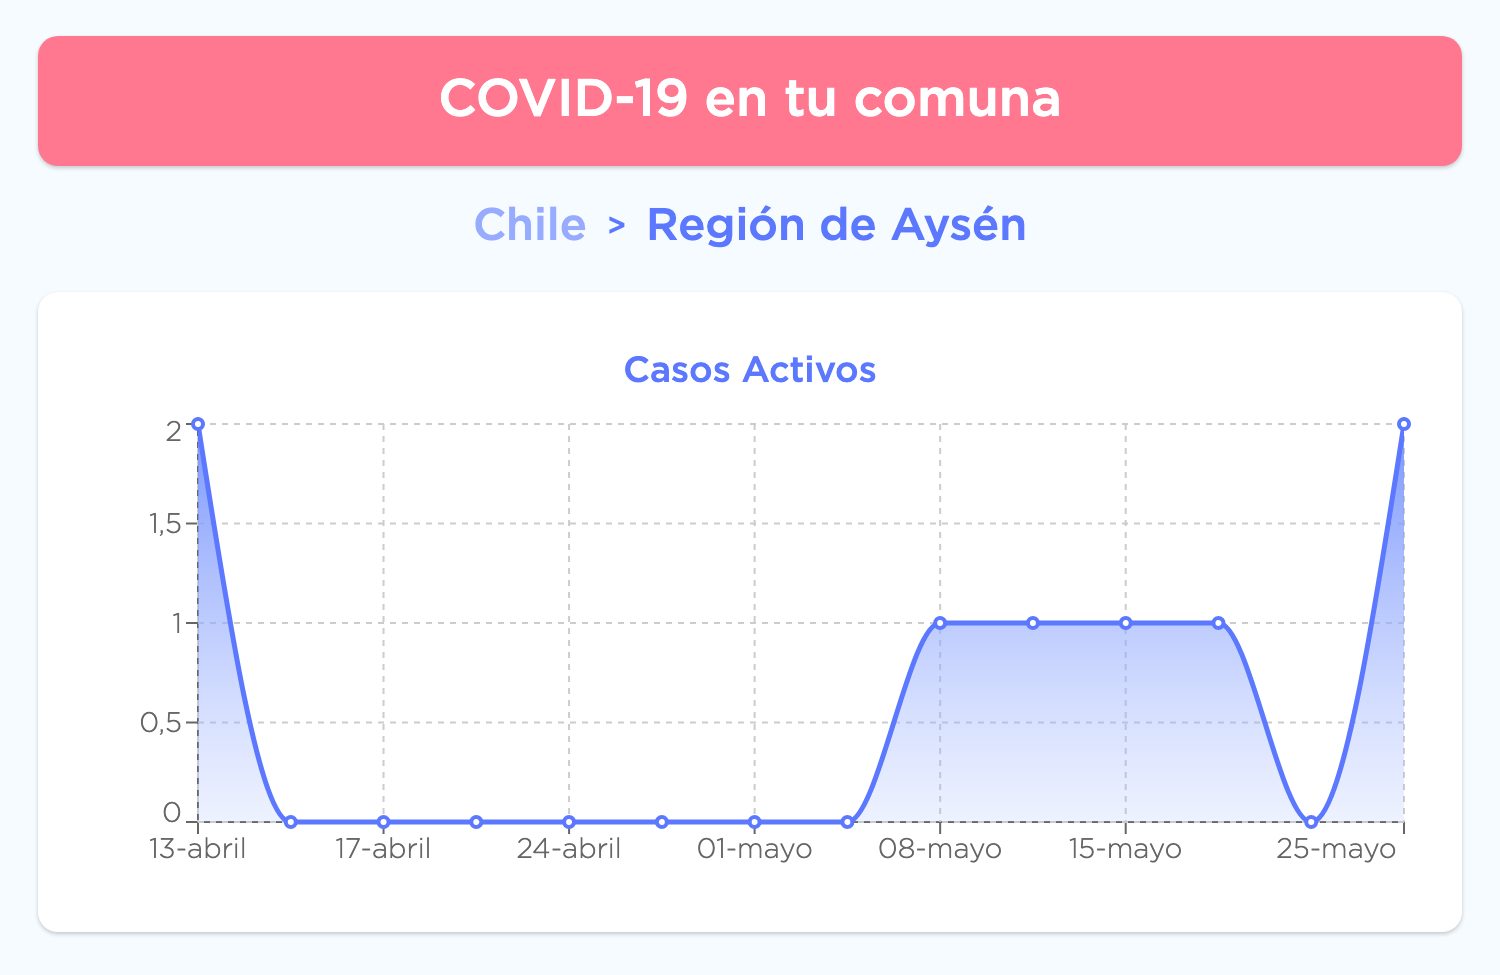 COVID-19 en tu comuna
Chile > Región de Aysén
Casos Activos
2
1,5
1
0,5
0
13-abril 17-abril 24-abril 01-mayo 08-mayo 15-mayo 25-mayo